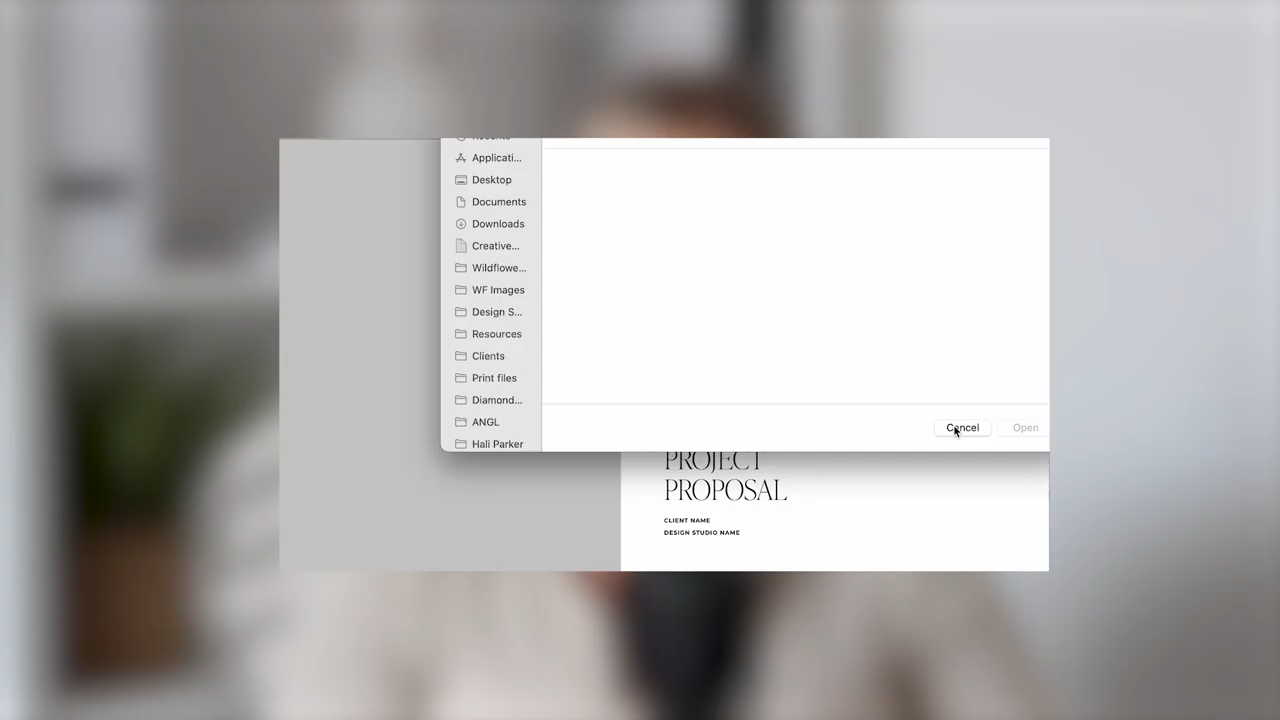 Recents
Applicati...
Desktop
Documents
Downloads
Creative...
Wildflowe...
WF Images
Design S...
Resources
Clients
Print files
Diamond...
ANGL
Hali Parker
Cancel
Open
PROJECT
PROPOSAL
CLIENT NAME
DESIGN STUDIO NAME